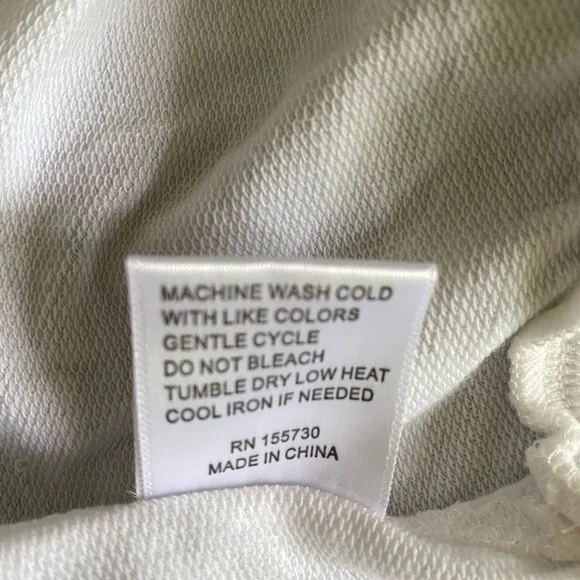 MACHINE WASH COLD
WITH LIKE COLORS
GENTLE CYCLE
DO NOT BLEACH
TUMBLE DRY LOW HEAT
COOL IRON IF NEEDED
RN 155730
MADE IN CHINA